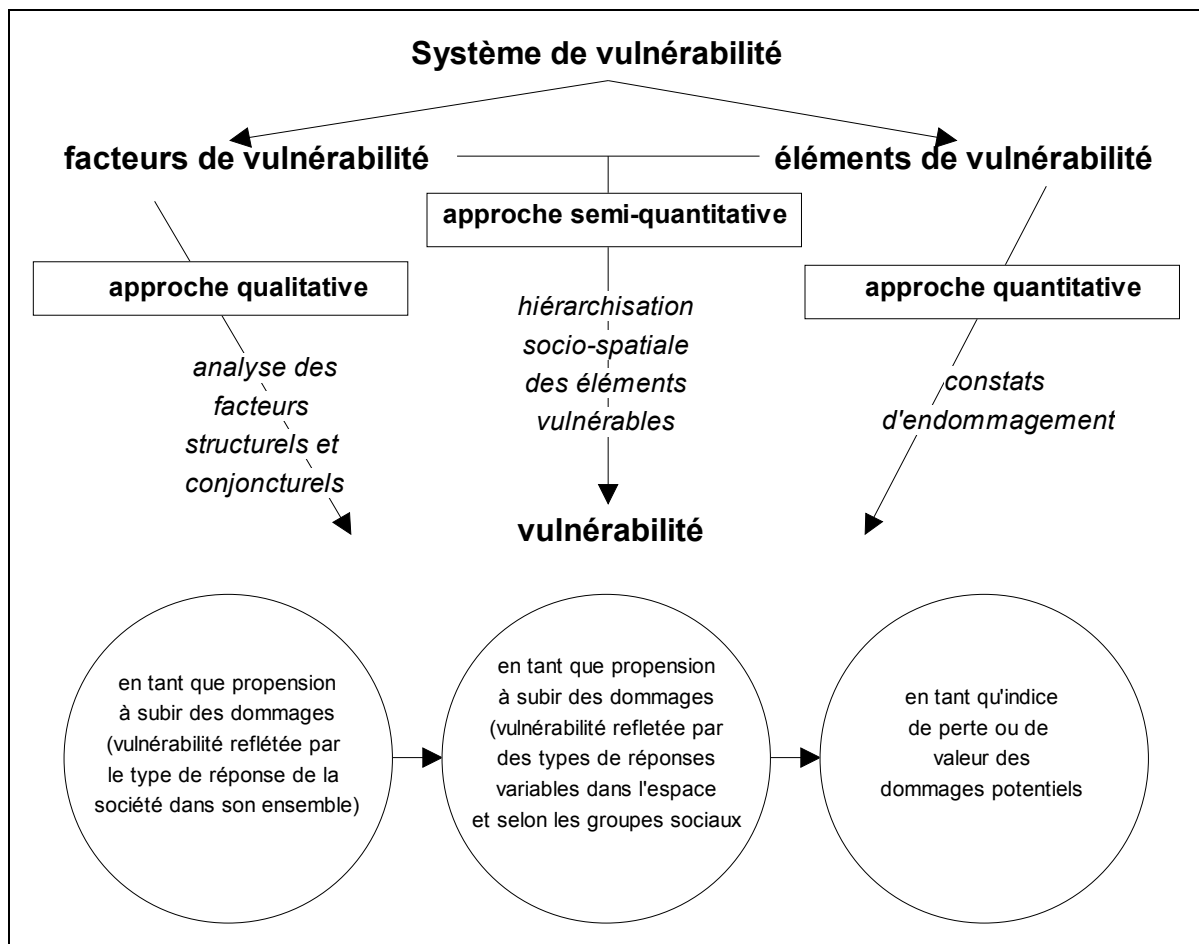 Système de vulnérabilité
facteurs de vulnérabilité
éléments de vulnérabilité
approche semi-quantitative
approche qualitative
approche quantitative
analyse des
facteurs
structurels et
conjoncturels
hiérarchisation
socio-spatiale
des éléments
vulnérables
constats
d'endommagement
vulnérabilité
en tant que propension
à subir des dommages
(vulnérabilité reflétée par
le type de réponse de la
société dans son ensemble)
en tant que propension
à subir des dommages
(vulnérabilité refletée par
des types de réponses
variables dans l'espace
et selon les groupes sociaux
en tant qu'indice
de perte ou de
valeur des
dommages potentiels